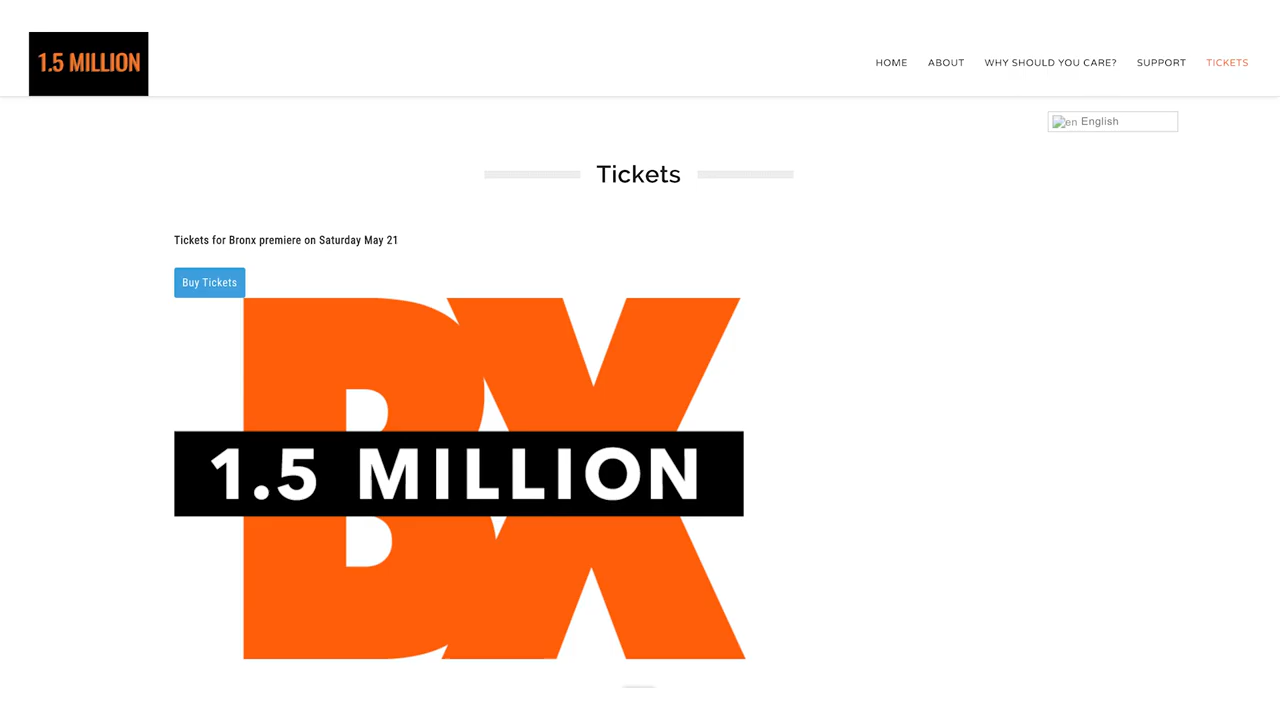 1.5 MILLION
HOME ABOUT WHY SHOULD YOU CARE? SUPPORT TICKETS
en English
Tickets
Tickets for Bronx premiere on Saturday May 21
Buy Tickets
BX
1.5 MILLION